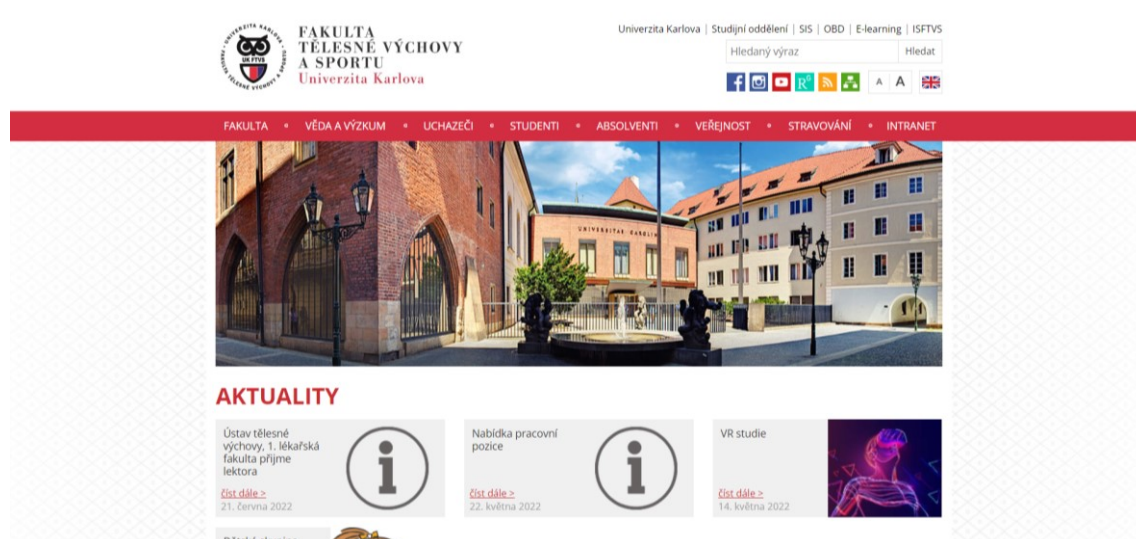 FAKULTA
TĚLESNÉ VÝCHOVY
A SPORTU
Univerzita Karlova
UNIVERZITA KARLOVA
UK FTVS
Univerzita Karlova | Studijní oddělení | SIS | OBD | E-learning | ISFTVS
Hledaný výraz
Hledat
A A
FAKULTA • VĚDA A VÝZKUM • UCHAZEČI • STUDENTI • ABSOLVENTI • VEŘEJNOST • STRAVOVÁNÍ • INTRANET
UNIVERSITAS CAROLIN
AKTUALITY
Ústav tělesné
výchovy, 1. lékařská
fakulta přijme
lektora
číst dále >
21. června 2022
Nabídka pracovní
pozice
číst dále >
22. května 2022
VR studie
číst dále >
14. května 2022